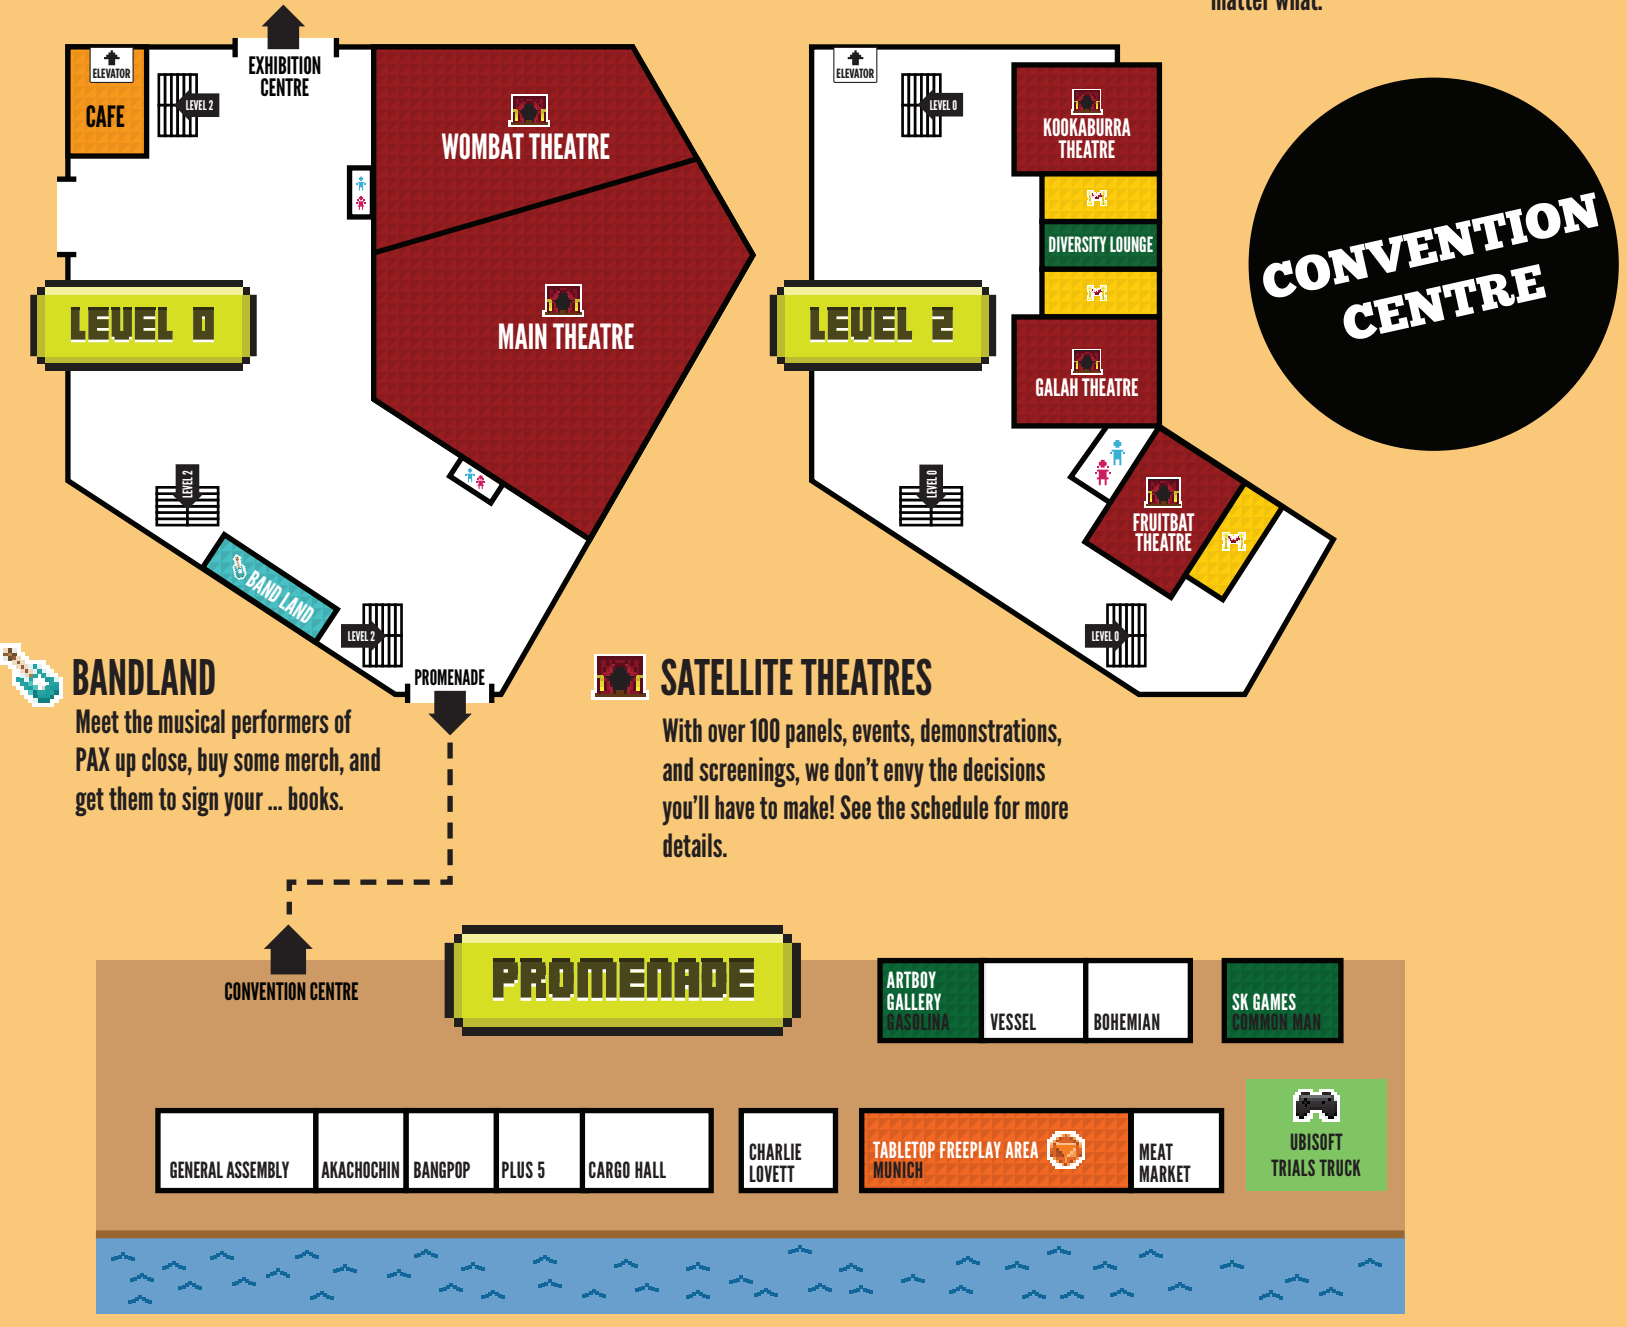 matter what.
ELEVATOR
CAFE
LEVEL 2
EXHIBITION
CENTRE
WOMBAT THEATRE
MAIN THEATRE
LEVEL 0
LEVEL 2
BAND LAND
LEVEL 2
PROMENADE
ELEVATOR
LEVEL 0
KOOKABURRA
THEATRE
DIVERSITY LOUNGE
LEVEL 2
GALAH THEATRE
LEVEL 0
FRUITBAT
THEATRE
LEVEL 0
CONVENTION
CENTRE
BANDLAND
Meet the musical performers of
PAX up close, buy some merch, and
get them to sign your ... books.
SATELLITE THEATRES
With over 100 panels, events, demonstrations,
and screenings, we don't envy the decisions
you'll have to make! See the schedule for more
details.
CONVENTION CENTRE
PROMENADE
ARTBOY
GALLERY
GASOLINA
VESSEL
BOHEMIAN
SK GAMES
COMMON MAN
GENERAL ASSEMBLY
AKACHOCHIN
BANGPOP
PLUS 5
CARGO HALL
CHARLIE
LOVETT
TABLETOP FREEPLAY AREA
MUNICH
MEAT
MARKET
UBISOFT
TRIALS TRUCK